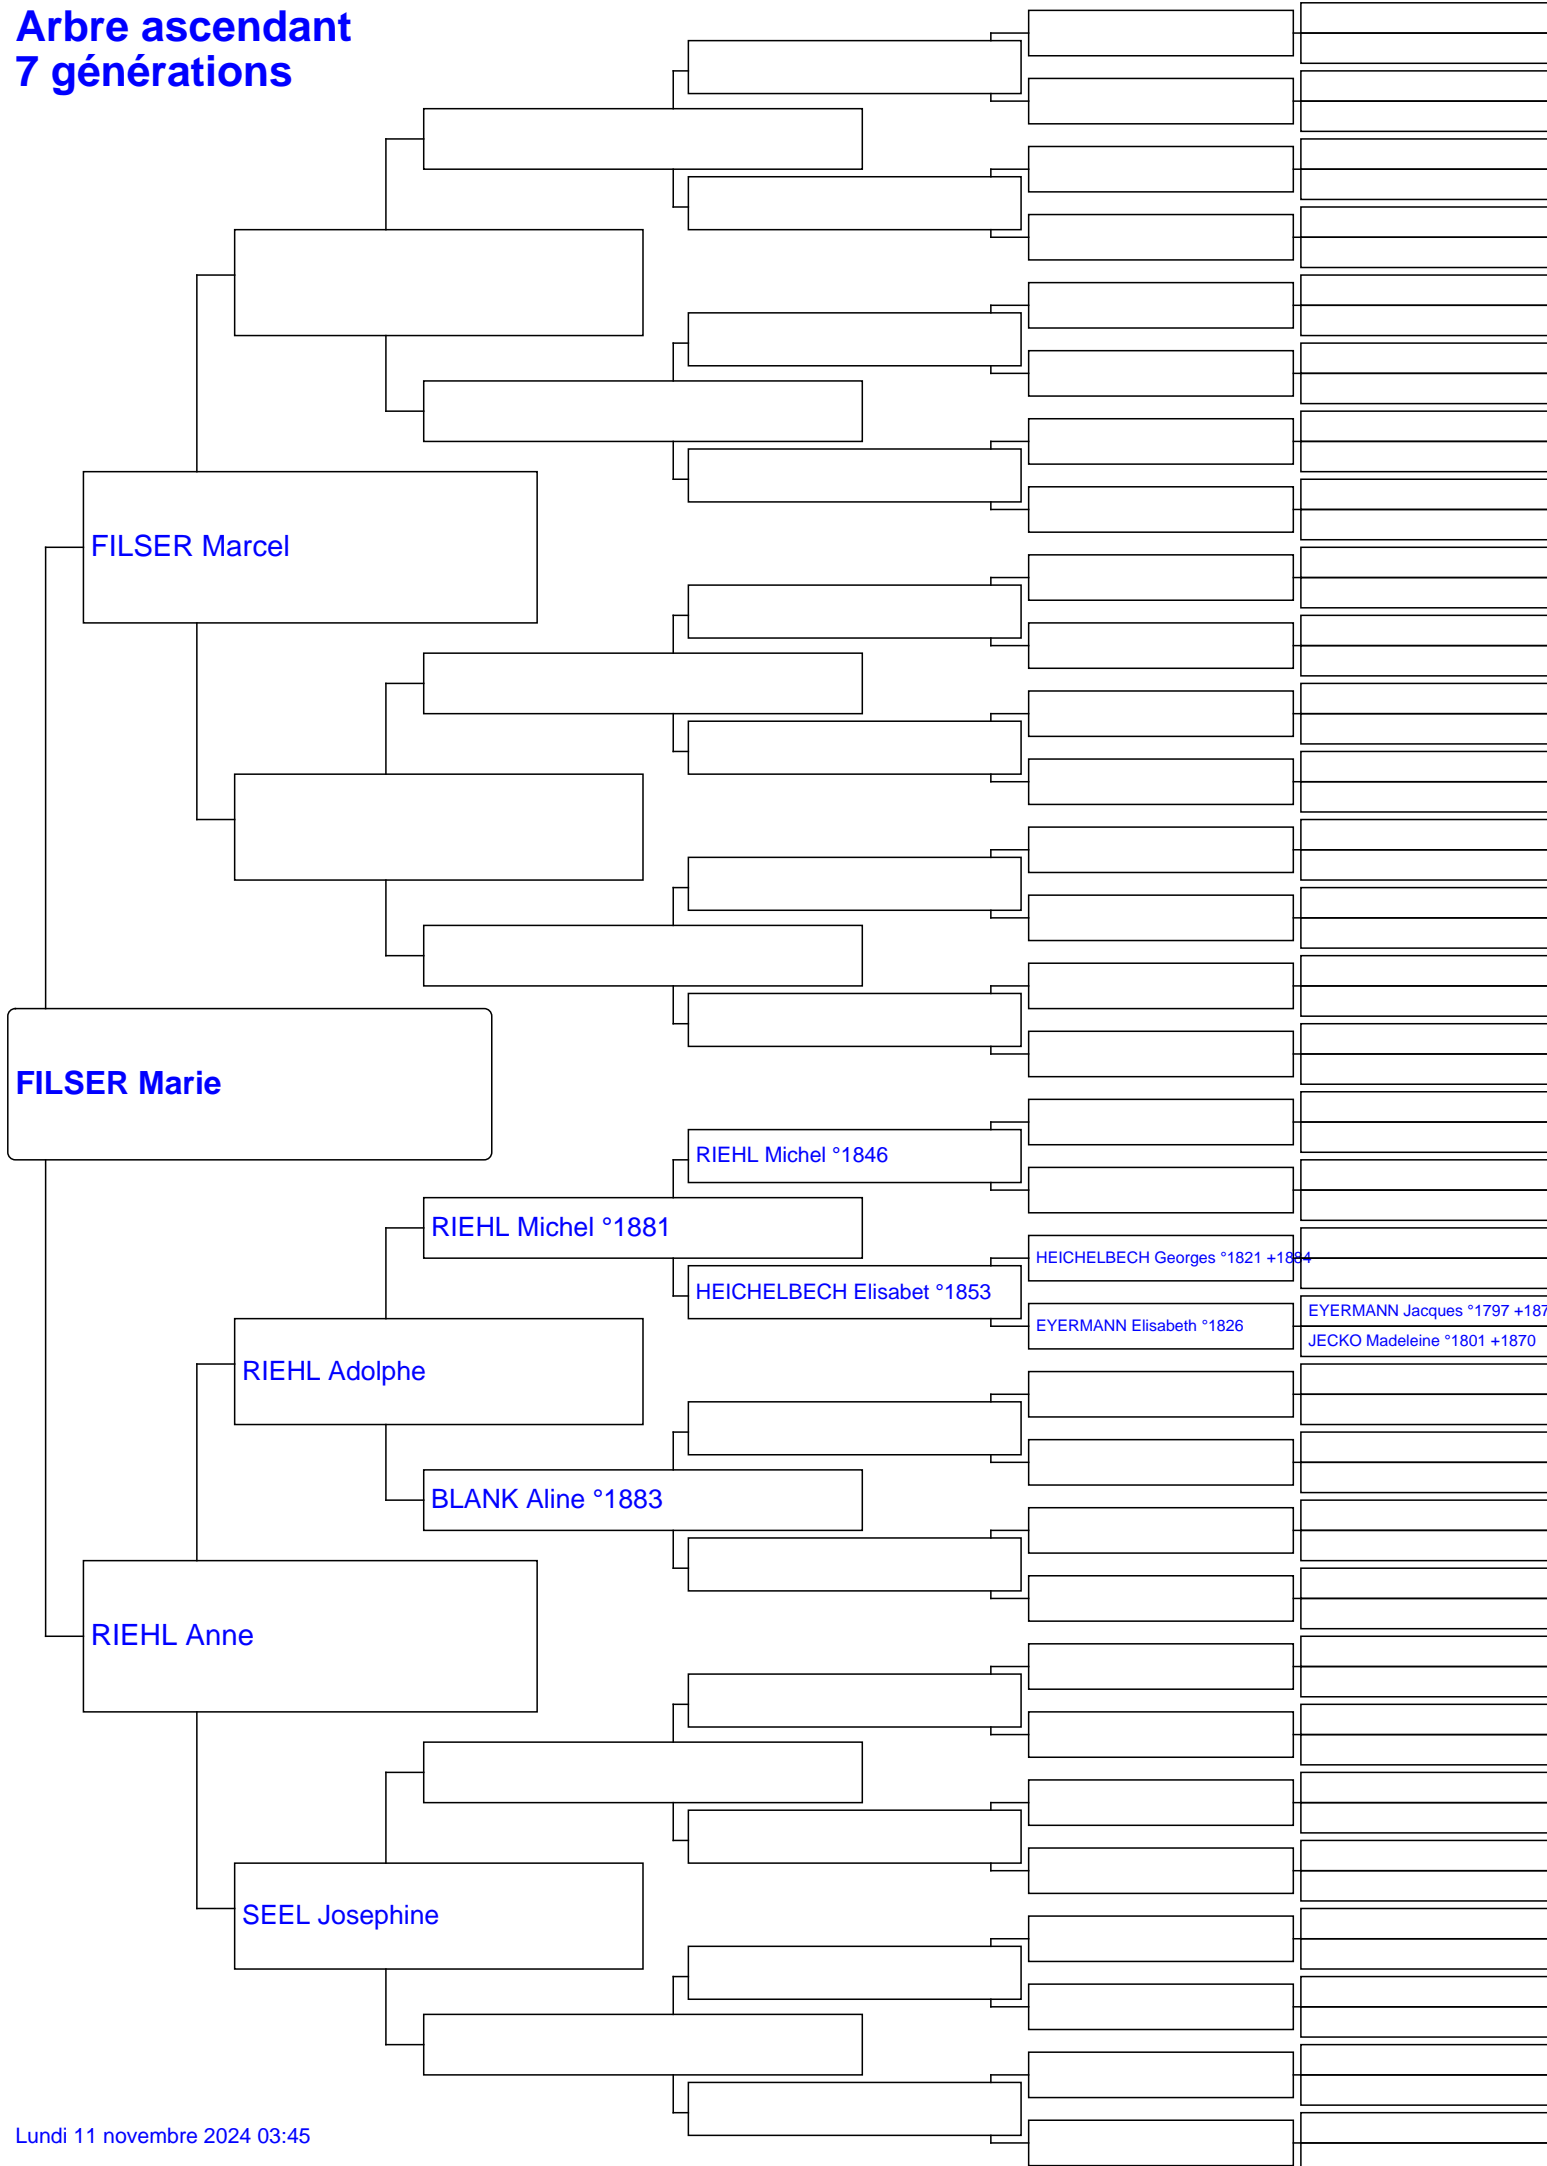 Arbre ascendant
7 générations
FILSER Marcel
FILSER Marie
RIEHL Michel °1846
RIEHL Michel °1881
HEICHELBECH Georges °1821 +1884
HEICHELBECH Elisabet °1853
EYERMANN Jacques °1797 +187
EYERMANN Elisabeth °1826
JECKO Madeleine °1801 +1870
RIEHL Adolphe
BLANK Aline °1883
RIEHL Anne
SEEL Josephine
Lundi 11 novembre 2024 03:45